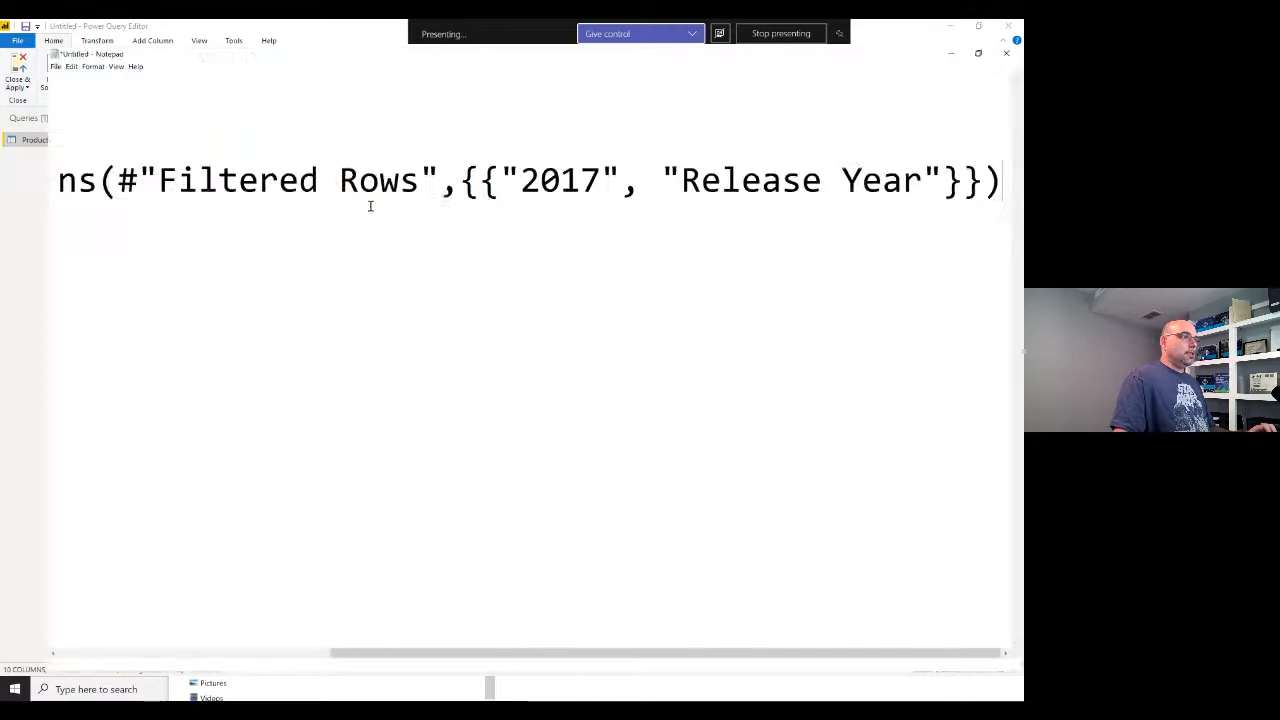 Untitled - Power Query Editor
Presenting...
Give control
Stop presenting
File
Home
Transform
Add Column
View
Tools
Help
*Untitled - Notepad
File Edit Format View Help
Close &
Apply
Close
Queries [1]
Product
ns(#"Filtered Rows",{{"2017", "Release Year"}})
10 COLUMNS,
Type here to search
Pictures
Videos